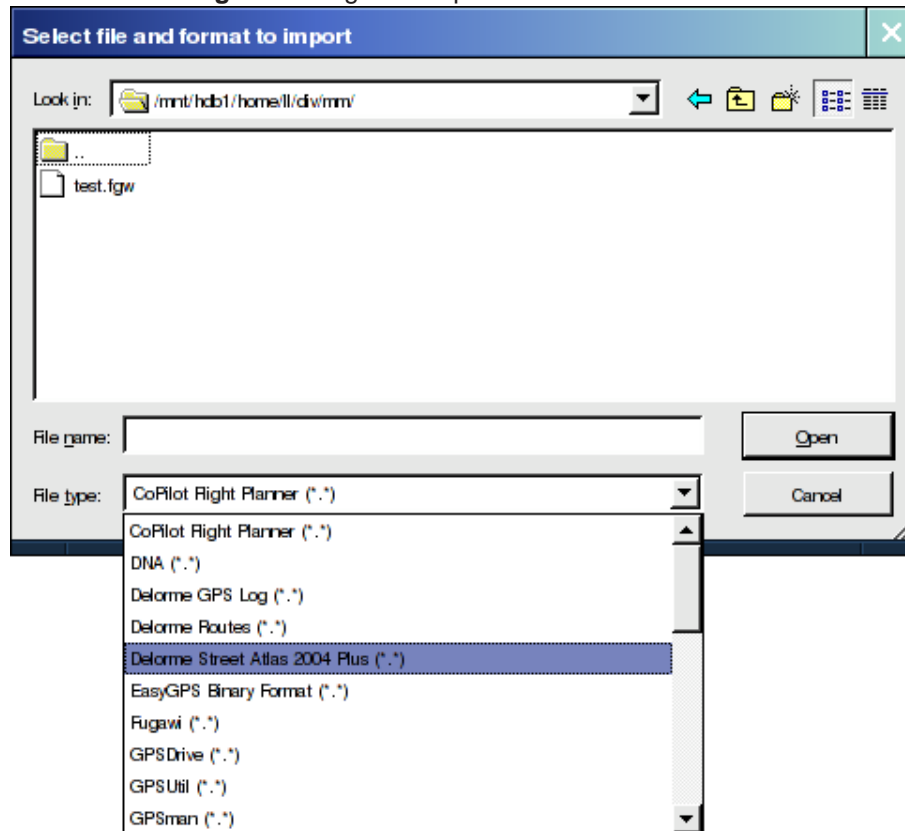 Select file and format to import
Look in: /mnt/hdb1/home/ll/div/mm/
..
test.fgw
File name: Open
File type: CoPilot Flight Planner (*.*) Cancel
CoPilot Flight Planner (*.*)
DNA (*.*)
Delorme GPS Log (*.*)
Delorme Routes (*.*)
Delorme Street Atlas 2004 Plus (*.*)
EasyGPS Binary Format (*.*)
Fugawi (*.*)
GPSDrive (*.*)
GPSUtil (*.*)
GPSman (*.*)